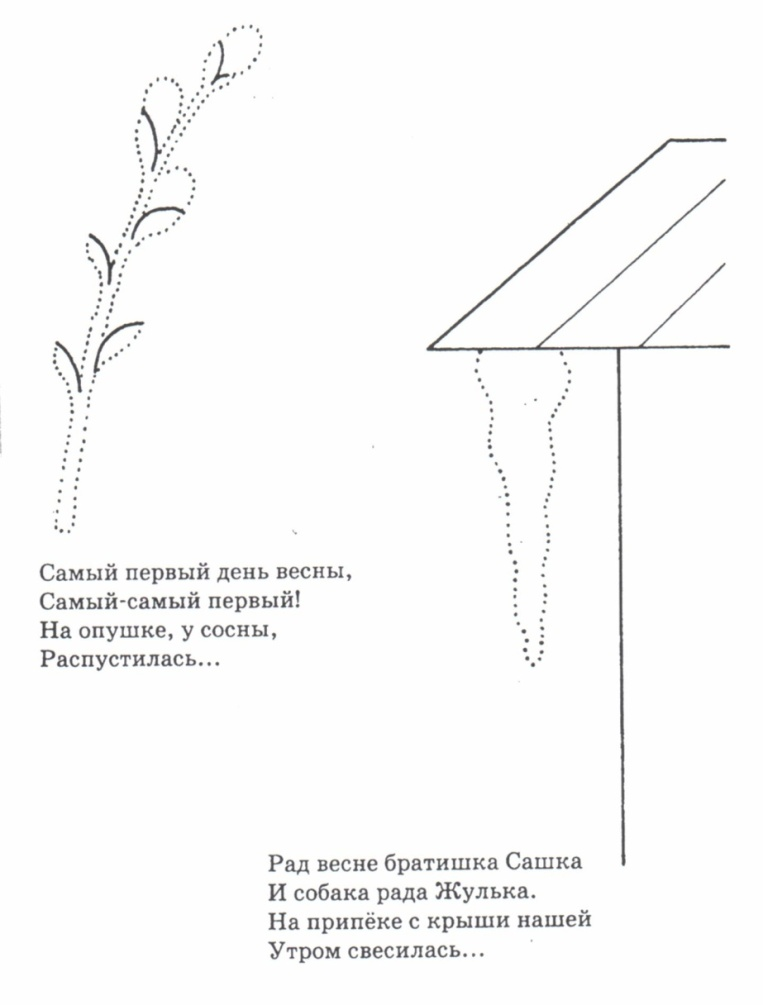 Самый первый день весны,
Самый-самый первый!
На опушке, у сосны,
Распустилась...
Рад весне братишка Сашка
И собака рада Жулька.
На припёке с крыши нашей
Утром свесилась...